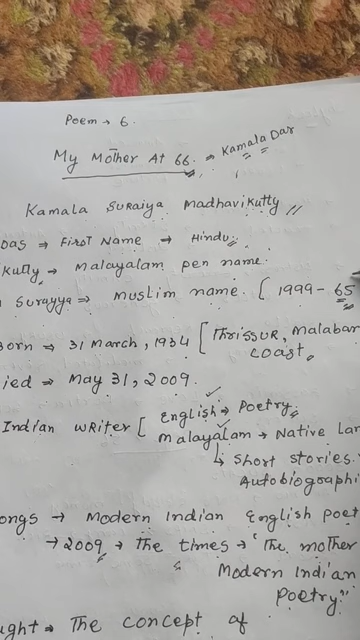 Poem → 6.
My Mother At 66. ⇒ Kamala Das
Kamala Suraiya Madhavikutty //
Das ⇒ First Name → Hindu.
kutty → Malayalam pen name.
Surayya ⇒ Muslim name. [ 1999 - 65
Born ⇒ 31 March, 1934 [ Thrissur, Malabar
coast.
ied ⇒ May 31, 2009.
Indian writer [ English → Poetry.
Malayalam → Native Lan
↳ short stories.
Autobiographi
ongs → Modern Indian English poet
→ 2009 → The times → "The mother
Modern Indian
Poetry"
ught → The concept of